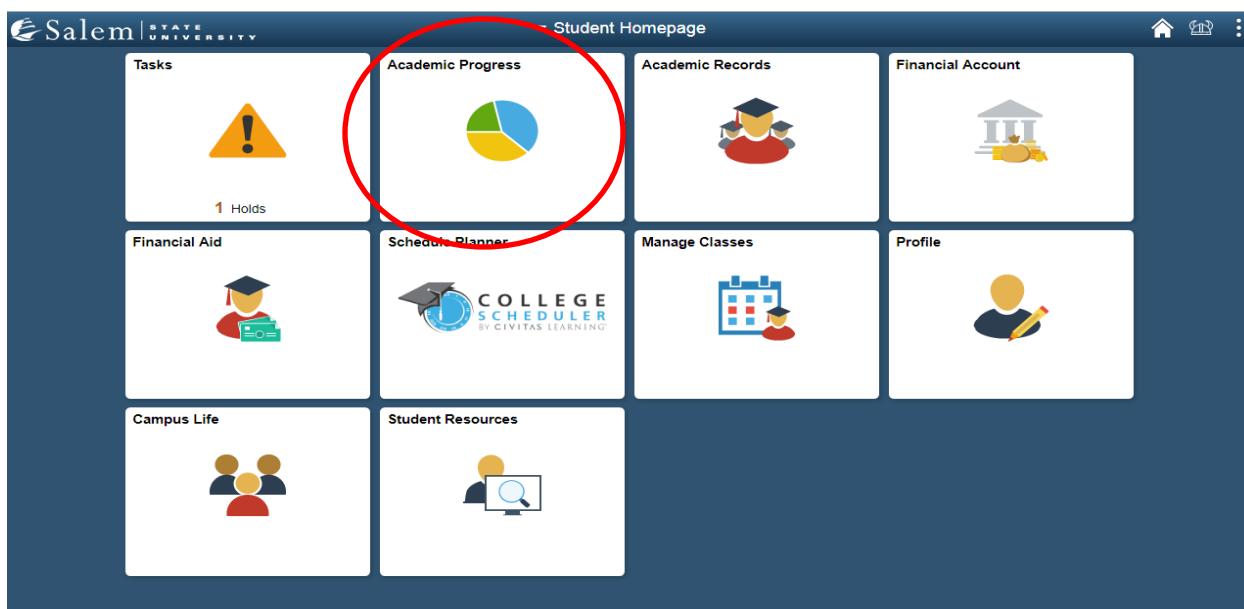 Salem STATE UNIVERSITY
Student Homepage
Tasks
Academic Progress
Academic Records
Financial Account
1 Holds
Financial Aid
Schedule Planner
Manage Classes
Profile
COLLEGE
SCHEDULER
BY CIVITAS LEARNING
Campus Life
Student Resources